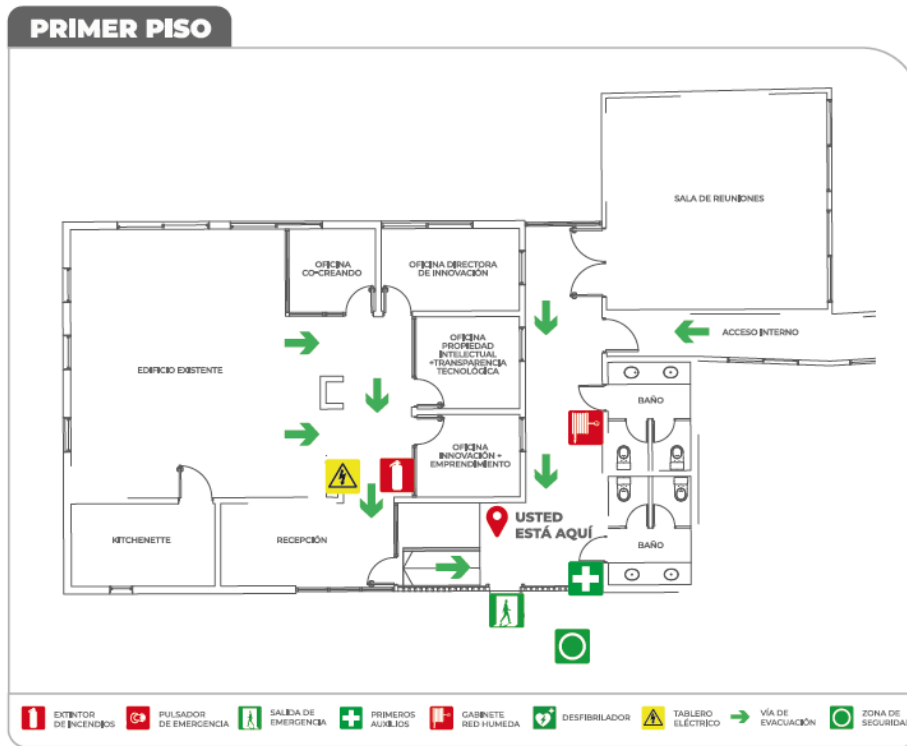 PRIMER PISO
SALA DE REUNIONES
OFICINA
CO-CREANDO
OFICINA DIRECTORA
DE INNOVACIÓN
ACCESO INTERNO
OFICINA
PROPIEDAD
INTELECTUAL
+TRANSPARENCIA
TECNOLÓGICA
EDIFICIO EXISTENTE
BAÑO
OFICINA
INNOVACIÓN +
EMPRENDIMIENTO
USTED
ESTÁ AQUÍ
KITCHENETTE
RECEPCIÓN
BAÑO
EXTINTOR
DE INCENDIOS
PULSADOR
DE EMERGENCIA
SALIDA DE
EMERGENCIA
PRIMEROS
AUXILIOS
GABINETE
RED HUMEDA
DESFIBRILADOR
TABLERO
ELÉCTRICO
VÍA DE
EVACUACIÓN
ZONA DE
SEGURIDAD